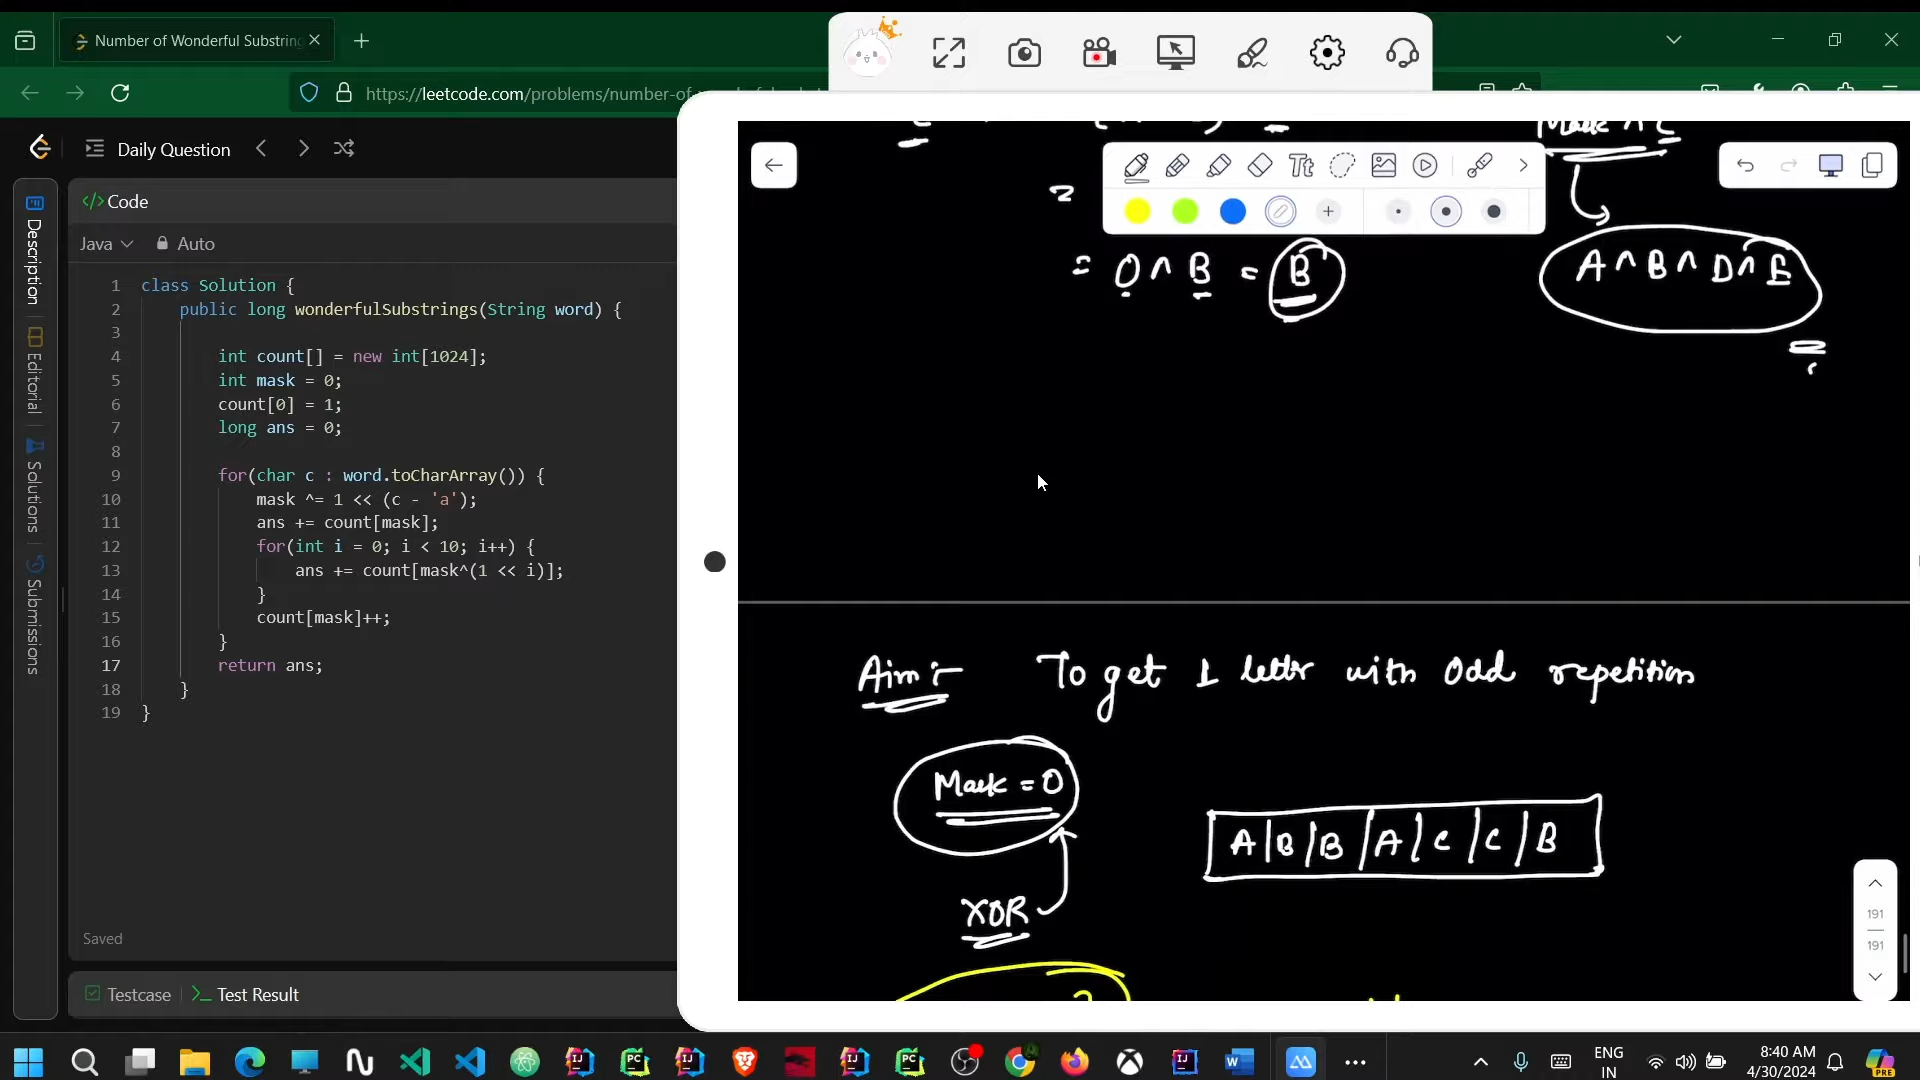 Number of Wonderful Substrin
https://leetcode.com/problems/number-of-
Daily Question
Description
Editorial
Solutions
Submissions
</> Code
Java
Auto
1 class Solution {
2 public long wonderfulSubstrings(String word) {
3
4 int count[] = new int[1024];
5 int mask = 0;
6 count[0] = 1;
7 long ans = 0;
8
9 for(char c : word.toCharArray()) {
10 mask ^= 1 << (c - 'a');
11 ans += count[mask];
12 for(int i = 0; i < 10; i++) {
13 ans += count[mask^(1 << i)];
14 }
15 count[mask]++;
16 }
17 return ans;
18 }
19 }
Saved
Testcase
Test Result
Tt
= 0 ^ B = B
A ^ B ^ D ^ E
Aim :- To get 1 lettr with odd repetition
Mask = 0
A | B | B | A | C | C | B
XOR
191
191
ENG
IN
8:40 AM
4/30/2024
PRE